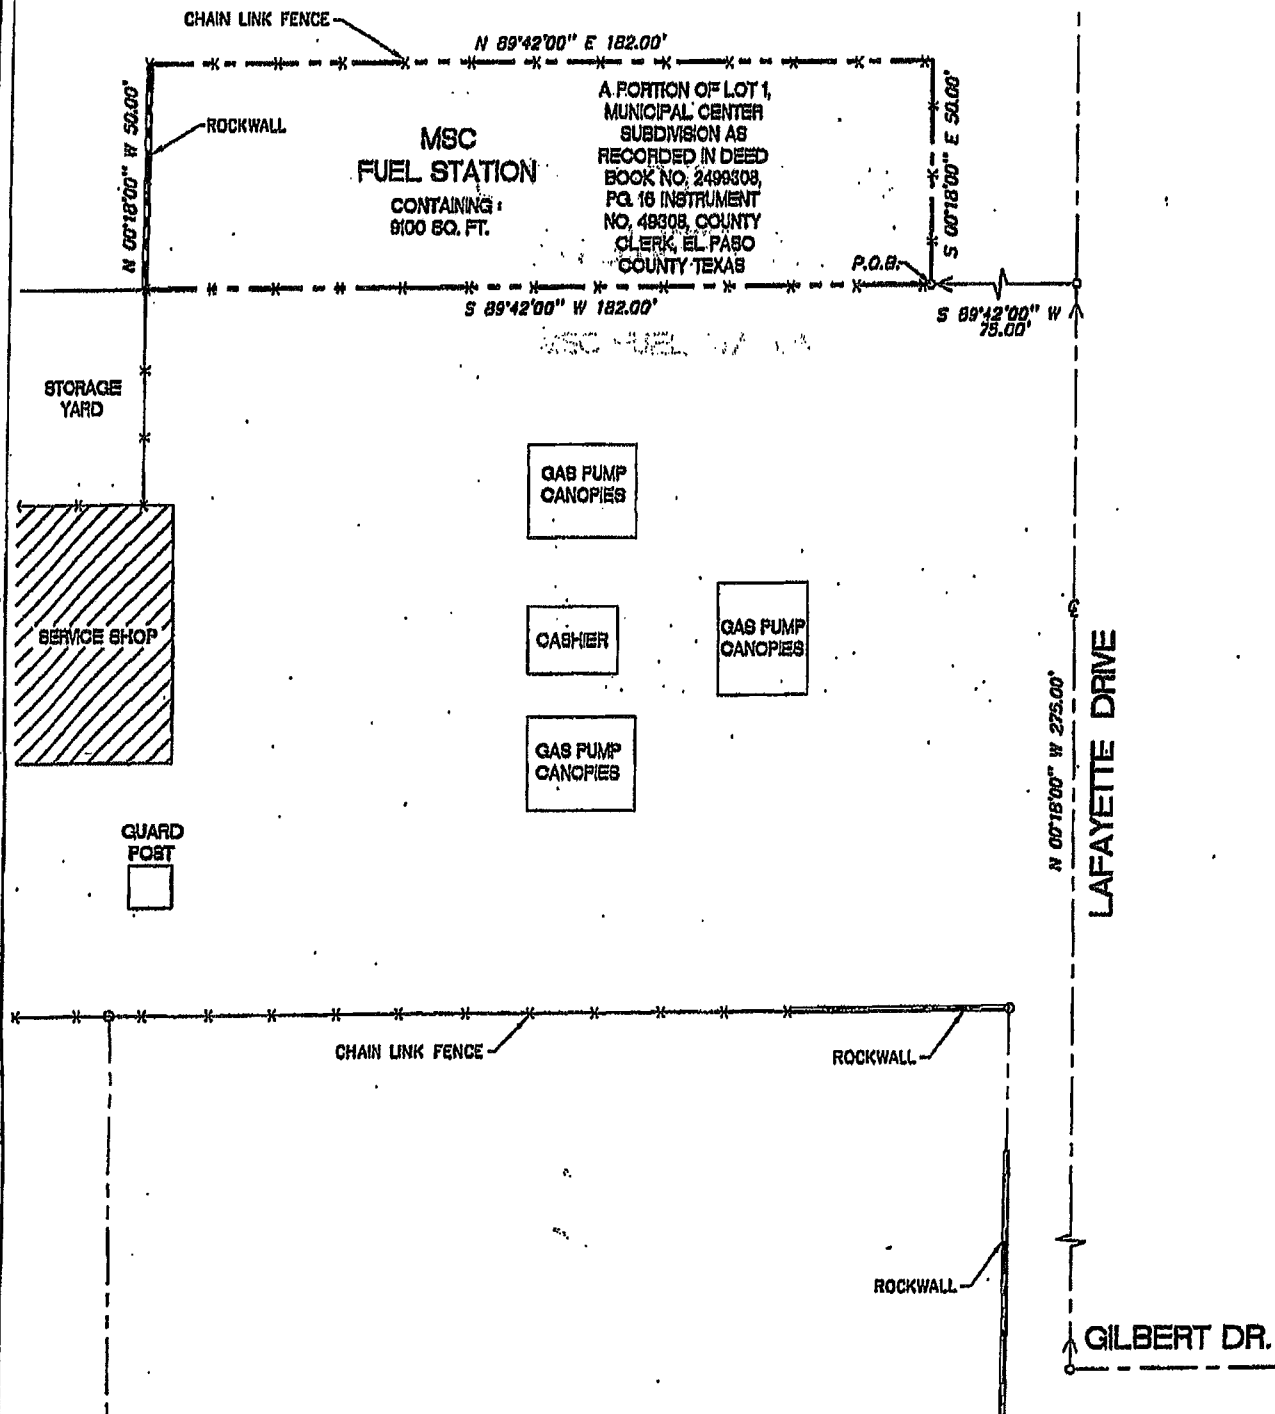 CHAIN LINK FENCE
N 89°42'00" E 182.00'
N 00°18'00" W 50.00'
ROCKWALL
MSC
FUEL STATION
CONTAINING:
9100 SQ. FT.
A PORTION OF LOT 1,
MUNICIPAL CENTER
SUBDIVISION AS
RECORDED IN DEED
BOOK NO. 2499308,
PG. 16 INSTRUMENT
NO. 49308, COUNTY
CLERK, EL PASO
COUNTY TEXAS
S 00°18'00" E 50.00'
P.O.B.
S 89°42'00" W 182.00'
S 89°42'00" W
75.00'
MSC FUEL
STORAGE
YARD
GAS PUMP
CANOPIES
SERVICE SHOP
CASHIER
GAS PUMP
CANOPIES
GAS PUMP
CANOPIES
N 00°18'00" W 275.00'
LAFAYETTE DRIVE
GUARD
POST
CHAIN LINK FENCE
ROCKWALL
ROCKWALL
GILBERT DR.